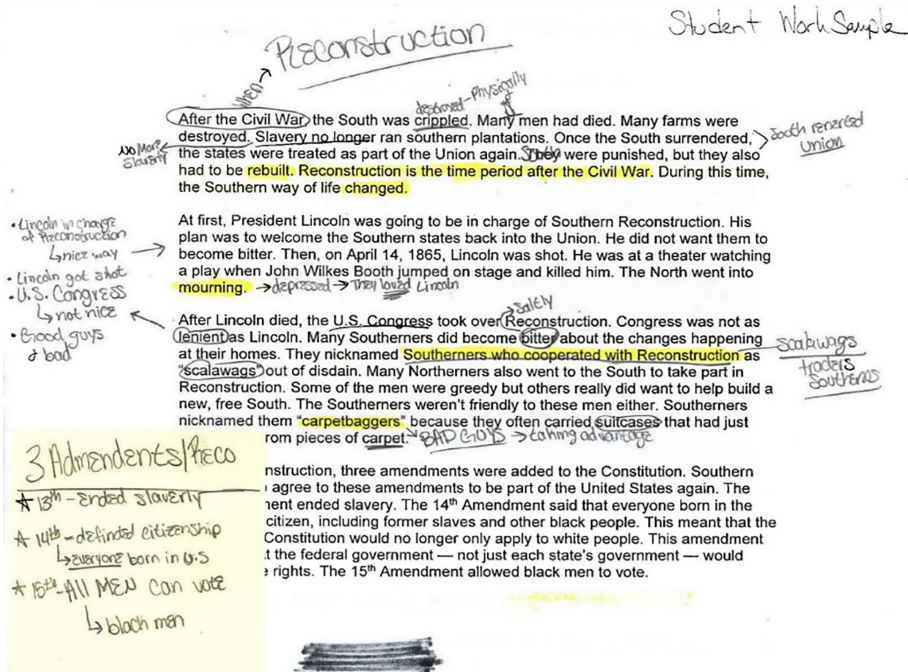 Student Work Sample
Reconstruction
when
destroyed - Physically
After the Civil War the South was crippled. Many men had died. Many farms were
destroyed. Slavery no longer ran southern plantations. Once the South surrendered,
the states were treated as part of the Union again. They were punished, but they also
had to be rebuilt. Reconstruction is the time period after the Civil War. During this time,
the Southern way of life changed.
No More
Slaverly
South renerted
Union
At first, President Lincoln was going to be in charge of Southern Reconstruction. His
plan was to welcome the Southern states back into the Union. He did not want them to
become bitter. Then, on April 14, 1865, Lincoln was shot. He was at a theater watching
a play when John Wilkes Booth jumped on stage and killed him. The North went into
mourning. → depressed → They loved Lincoln
• Lincoln in charge
of Reconstruction
↳ nice way
• Lincoln got shot
• U.S. Congress
↳ not nice
• Good guys
& bad
Saltly
After Lincoln died, the U.S. Congress took over Reconstruction. Congress was not as
lenient as Lincoln. Many Southerners did become bitter about the changes happening
at their homes. They nicknamed Southerners who cooperated with Reconstruction as
"scalawags" out of disdain. Many Northerners also went to the South to take part in
Reconstruction. Some of the men were greedy but others really did want to help build a
new, free South. The Southerners weren't friendly to these men either. Southerners
nicknamed them "carpetbaggers" because they often carried suitcases that had just
rom pieces of carpet. BAD GUYS → taking advantage
scalawags
traders
Southerns
nstruction, three amendments were added to the Constitution. Southern
agree to these amendments to be part of the United States again. The
ent ended slavery. The 14th Amendment said that everyone born in the
citizen, including former slaves and other black people. This meant that the
Constitution would no longer only apply to white people. This amendment
t the federal government — not just each state's government — would
e rights. The 15th Amendment allowed black men to vote.
3 Admendents/Reco
★ 13th - Ended slaverly
★ 14th - definded citizenship
↳ everyone born in U.S
★ 15th - All MEN can vote
↳ black men